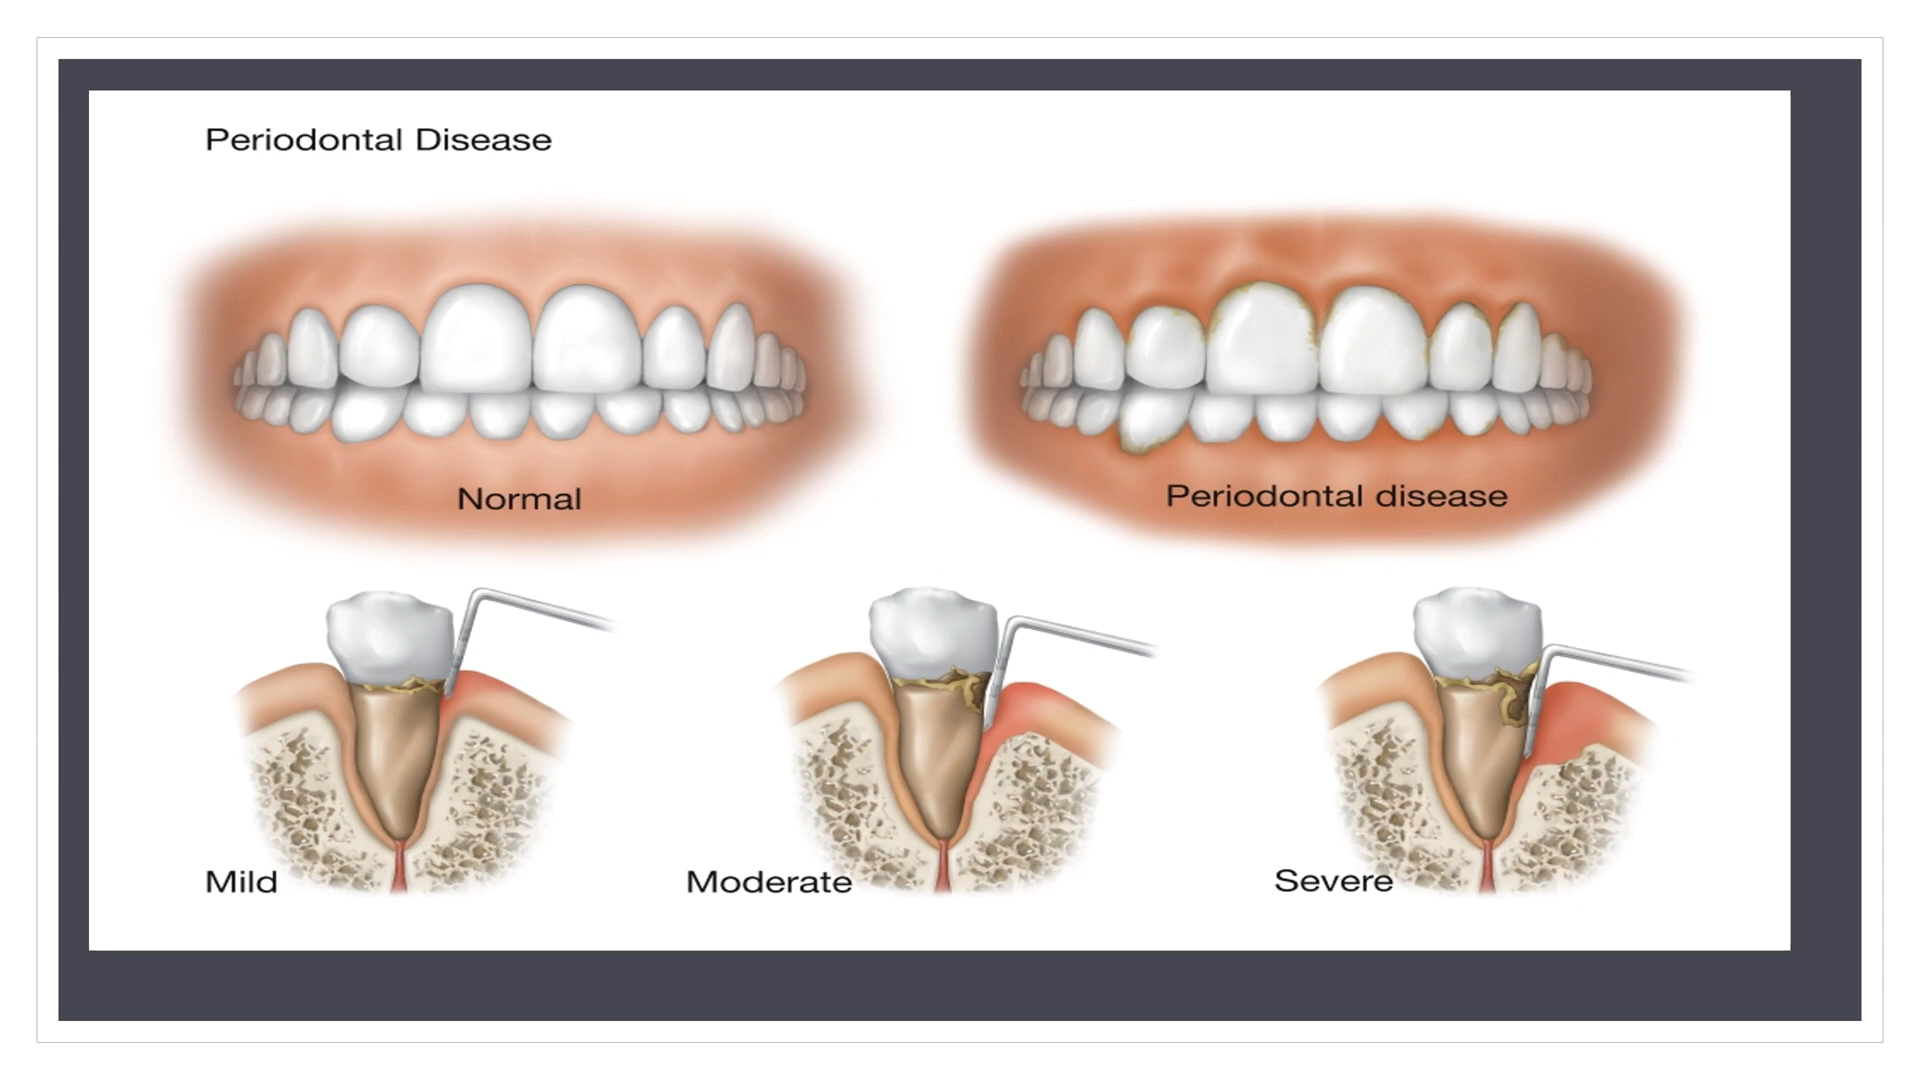 Periodontal Disease
Normal
Periodontal disease
Mild
Moderate
Severe